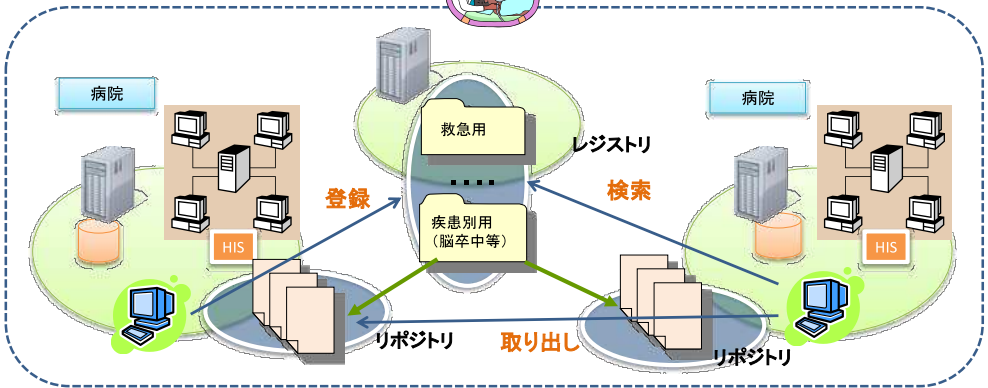 病院
病院
救急用
レジストリ
‥‥
登録
検索
疾患別用
(脳卒中等)
HIS
HIS
リポジトリ
取り出し
リポジトリ